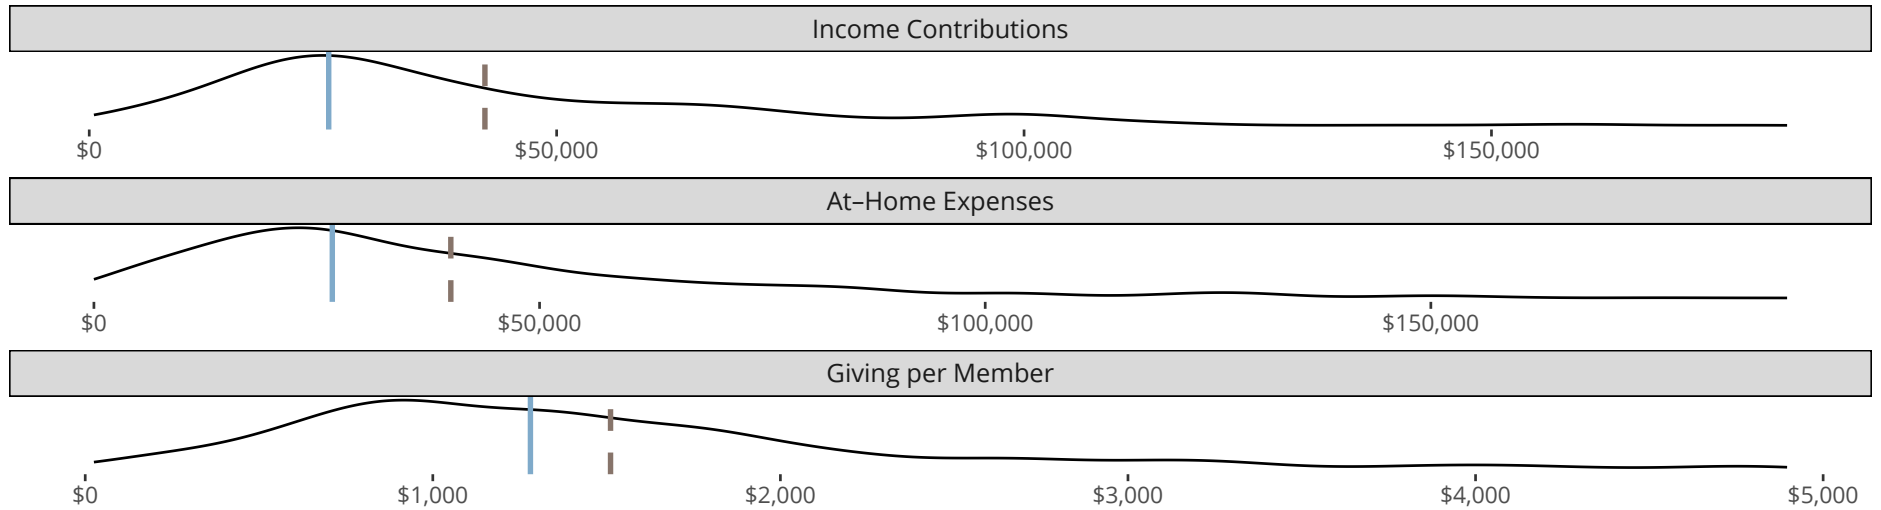 Income Contributions
$0 $50,000 $100,000 $150,000
At–Home Expenses
$0 $50,000 $100,000 $150,000
Giving per Member
$0 $1,000 $2,000 $3,000 $4,000 $5,000